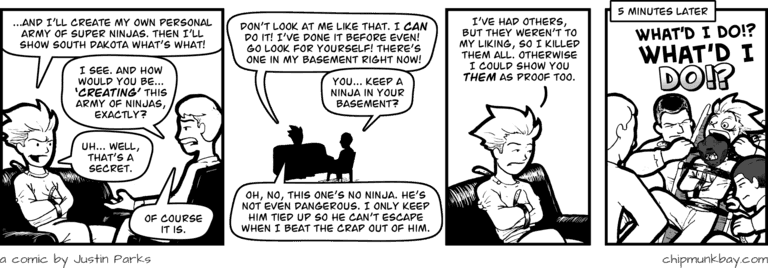 ...AND I'LL CREATE MY OWN PERSONAL
ARMY OF SUPER NINJAS. THEN I'LL
SHOW SOUTH DAKOTA WHAT'S WHAT!
I SEE. AND HOW
WOULD YOU BE...
'CREATING' THIS
ARMY OF NINJAS,
EXACTLY?
UH... WELL,
THAT'S A
SECRET.
OF COURSE
IT IS.
DON'T LOOK AT ME LIKE THAT. I CAN
DO IT! I'VE DONE IT BEFORE EVEN!
GO LOOK FOR YOURSELF! THERE'S
ONE IN MY BASEMENT RIGHT NOW!
YOU... KEEP A
NINJA IN YOUR
BASEMENT?
OH, NO, THIS ONE'S NO NINJA. HE'S
NOT EVEN DANGEROUS. I ONLY KEEP
HIM TIED UP SO HE CAN'T ESCAPE
WHEN I BEAT THE CRAP OUT OF HIM.
I'VE HAD OTHERS,
BUT THEY WEREN'T TO
MY LIKING, SO I KILLED
THEM ALL. OTHERWISE
I COULD SHOW YOU
THEM AS PROOF TOO.
5 MINUTES LATER
WHAT'D I DO!?
WHAT'D I
DO!?
a comic by Justin Parks
chipmunkbay.com